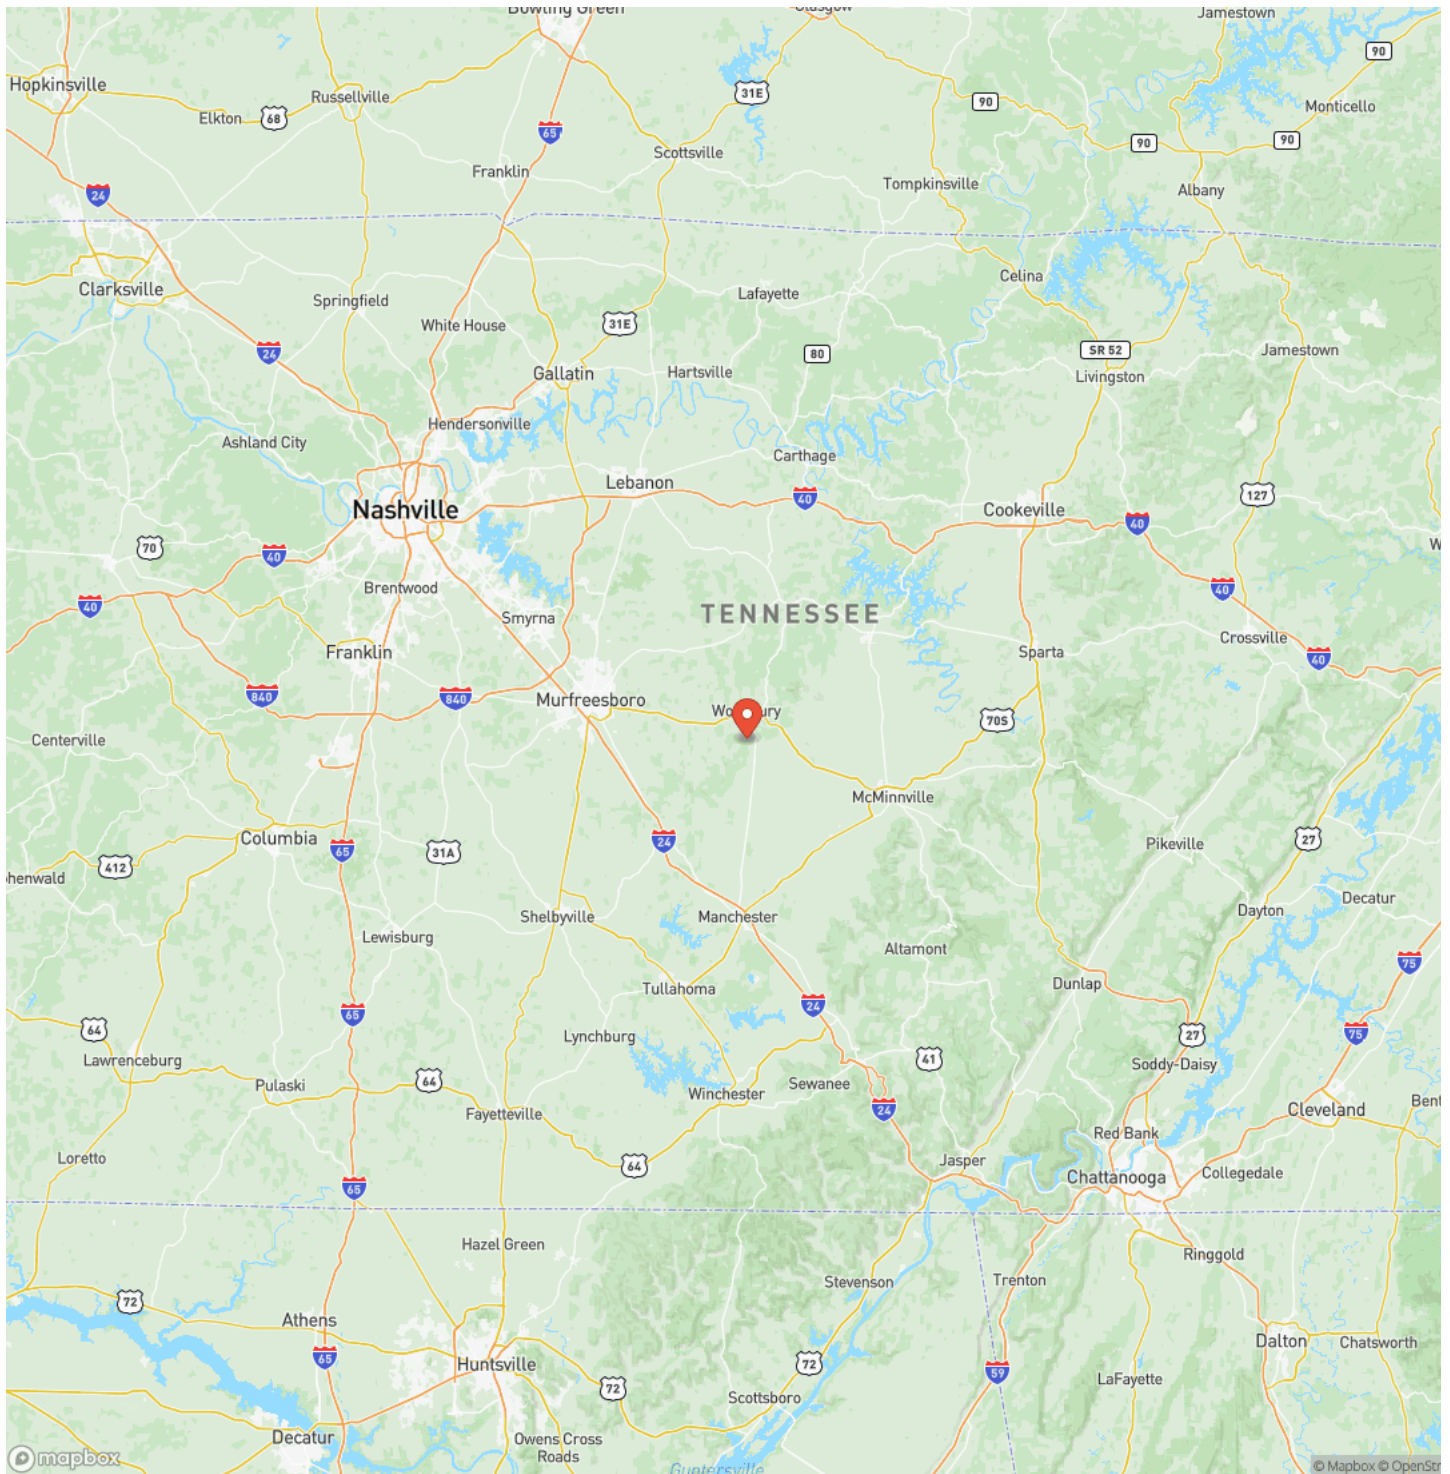 Bowling Green
Glasgow
Jamestown
90
Hopkinsville
Russellville
31E
90
Monticello
Elkton
68
65
90
90
Scottsville
Franklin
Tompkinsville
24
Albany
Celina
Clarksville
Springfield
Lafayette
White House
31E
24
80
SR 52
Jamestown
Gallatin
Hartsville
Livingston
Hendersonville
Ashland City
Carthage
Lebanon
40
127
Nashville
Cookeville
40
70
40
Brentwood
40
40
TENNESSEE
Smyrna
Crossville
Franklin
Sparta
40
840
840
Murfreesboro
70S
Centerville
McMinnville
Columbia
24
27
65
31A
Pikeville
412
Decatur
Shelbyville
Manchester
Dayton
Lewisburg
Altamont
75
Tullahoma
Dunlap
24
65
64
Lynchburg
27
75
Lawrenceburg
41
Soddy-Daisy
Pulaski
64
Sewanee
Winchester
Fayetteville
24
Cleveland
Red Bank
Loretto
64
Jasper
Chattanooga
Collegedale
65
Hazel Green
Ringgold
Stevenson
Trenton
72
Athens
Dalton
Chatsworth
65
Huntsville
72
59
LaFayette
72
Scottsboro
Decatur
Owens Cross
Roads
mapbox
Guntersville
© Mapbox © OpenStr